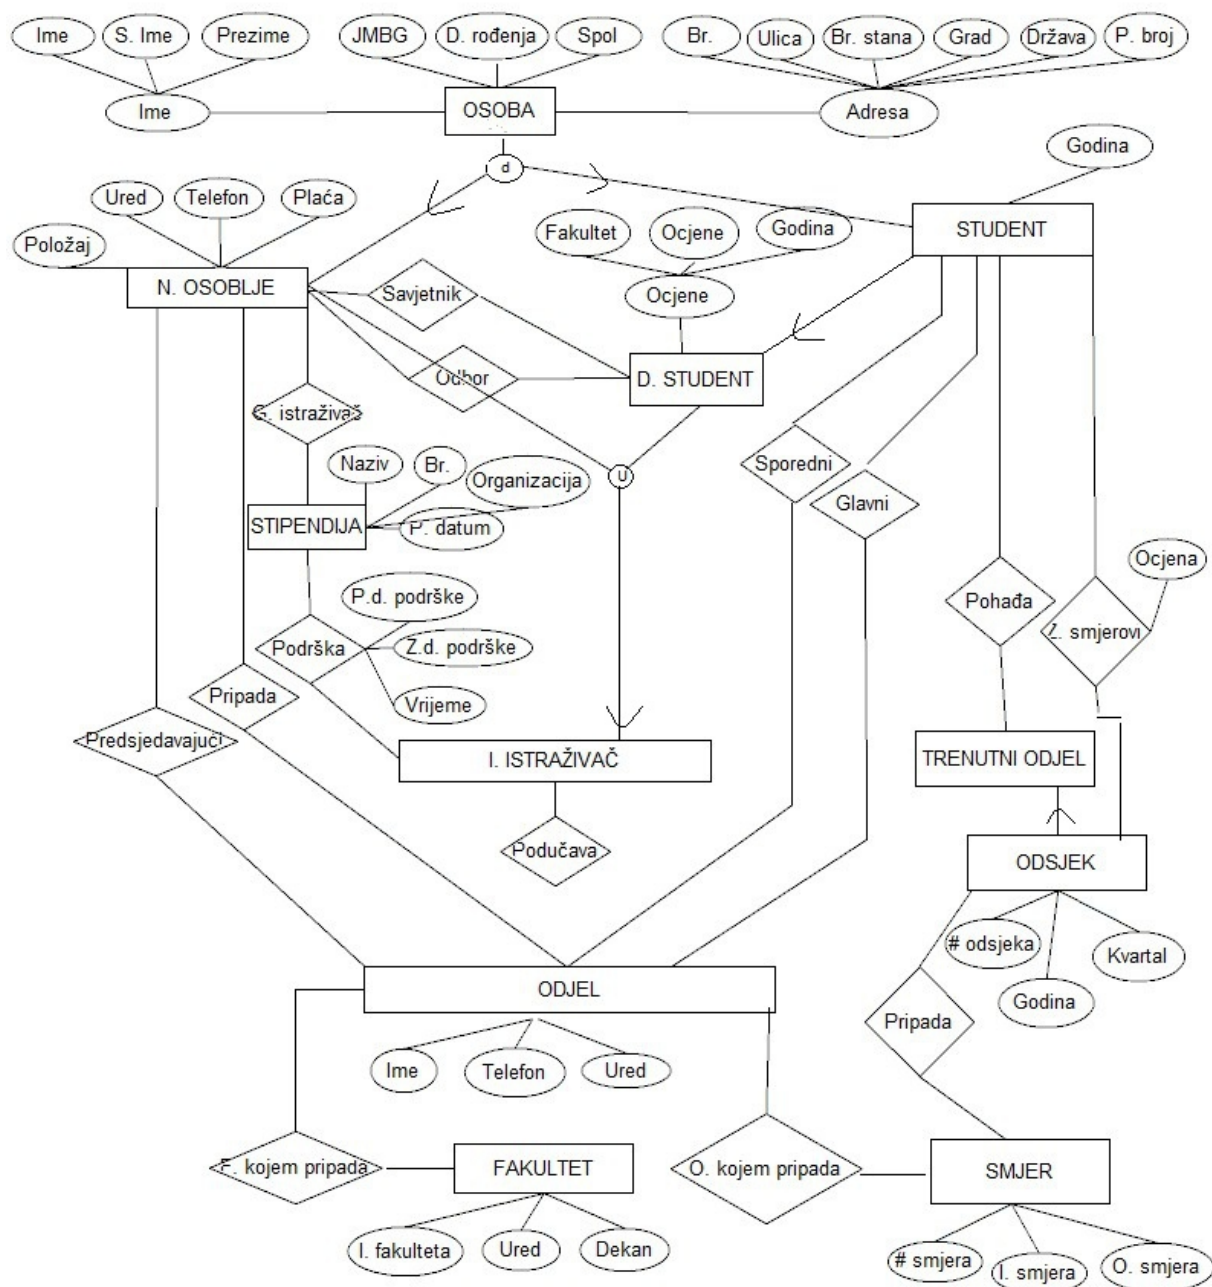 Ime
S. Ime
Prezime
JMBG
D. rođenja
Spol
Br.
Ulica
Br. stana
Grad
Država
P. broj
Ime
OSOBA
Adresa
d
Godina
Ured
Telefon
Plaća
Fakultet
Ocjene
Godina
STUDENT
Položaj
N. OSOBLJE
Savjetnik
Ocjene
Odbor
D. STUDENT
G. istraživač
Naziv
Br.
Organizacija
U
Sporedni
Glavni
STIPENDIJA
P. datum
Ocjena
P.d. podrške
Pohađa
Z. smjerovi
Podrška
Z.d. podrške
Pripada
Vrijeme
Predsjedavajući
I. ISTRAŽIVAČ
TRENUTNI ODJEL
Podučava
ODSJEK
# odsjeka
Kvartal
ODJEL
Godina
Pripada
Ime
Telefon
Ured
F. kojem pripada
FAKULTET
O. kojem pripada
SMJER
I. fakulteta
Ured
Dekan
# smjera
I. smjera
O. smjera